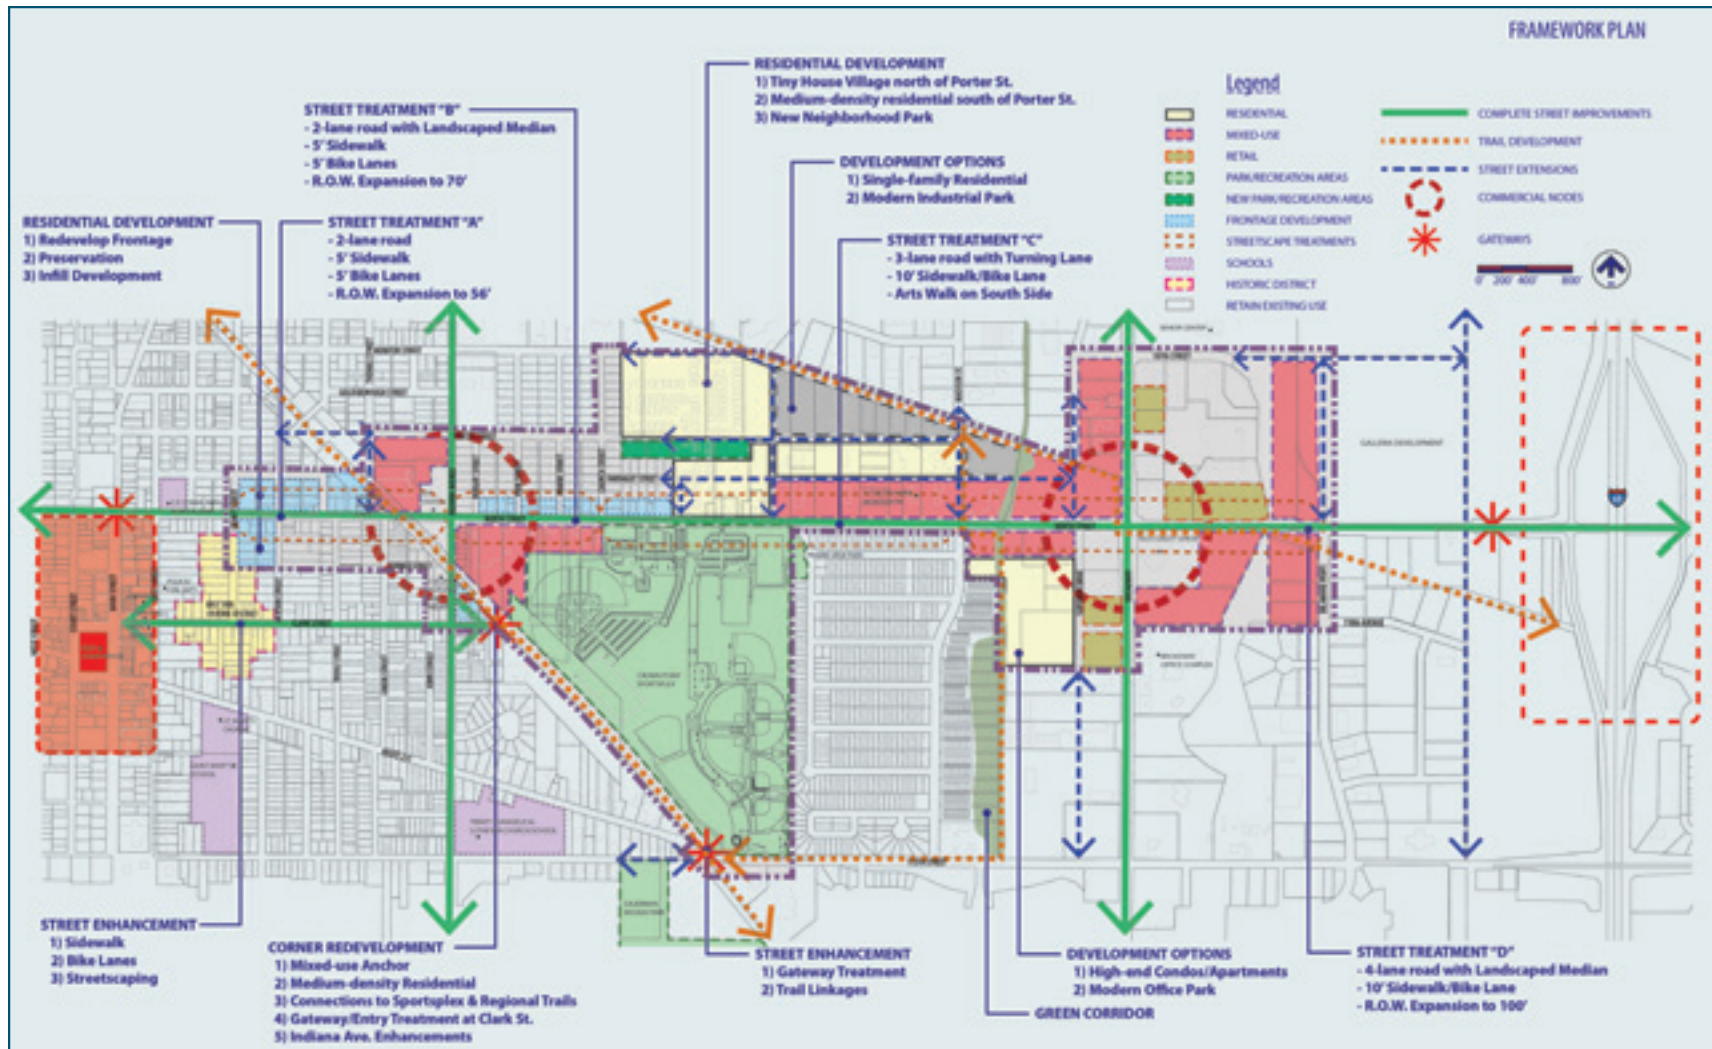 FRAMEWORK PLAN
RESIDENTIAL DEVELOPMENT
1) Tiny House Village north of Porter St.
2) Medium-density residential south of Porter St.
3) New Neighborhood Park
STREET TREATMENT "B"
- 2-lane road with Landscaped Median
- 5' Sidewalk
- 5' Bike Lanes
- R.O.W. Expansion to 70'
DEVELOPMENT OPTIONS
1) Single-family Residential
2) Modern Industrial Park
RESIDENTIAL DEVELOPMENT
1) Redevelop Frontage
2) Preservation
3) Infill Development
STREET TREATMENT "A"
- 2-lane road
- 5' Sidewalk
- 5' Bike Lanes
- R.O.W. Expansion to 56'
STREET TREATMENT "C"
- 3-lane road with Turning Lane
- 10' Sidewalk/Bike Lane
- Arts Walk on South Side
Legend
RESIDENTIAL
MIXED-USE
RETAIL
PARK/RECREATION AREAS
NEW PARK/RECREATION AREAS
FRONTAGE DEVELOPMENT
STREETSCAPE TREATMENTS
SCHOOLS
HISTORIC DISTRICT
RETAIN EXISTING USE
COMPLETE STREET IMPROVEMENTS
TRAIL DEVELOPMENT
STREET EXTENSIONS
COMMERCIAL NODES
GATEWAYS
0' 200' 400' 800'
GALLERIA DEVELOPMENT
STREET ENHANCEMENT
1) Sidewalk
2) Bike Lanes
3) Streetscaping
CORNER REDEVELOPMENT
1) Mixed-use Anchor
2) Medium-density Residential
3) Connections to Sportsplex & Regional Trails
4) Gateway/Entry Treatment at Clark St.
5) Indiana Ave. Enhancements
STREET ENHANCEMENT
1) Gateway Treatment
2) Trail Linkages
GREEN CORRIDOR
DEVELOPMENT OPTIONS
1) High-end Condos/Apartments
2) Modern Office Park
STREET TREATMENT "D"
- 4-lane road with Landscaped Median
- 10' Sidewalk/Bike Lane
- R.O.W. Expansion to 100'